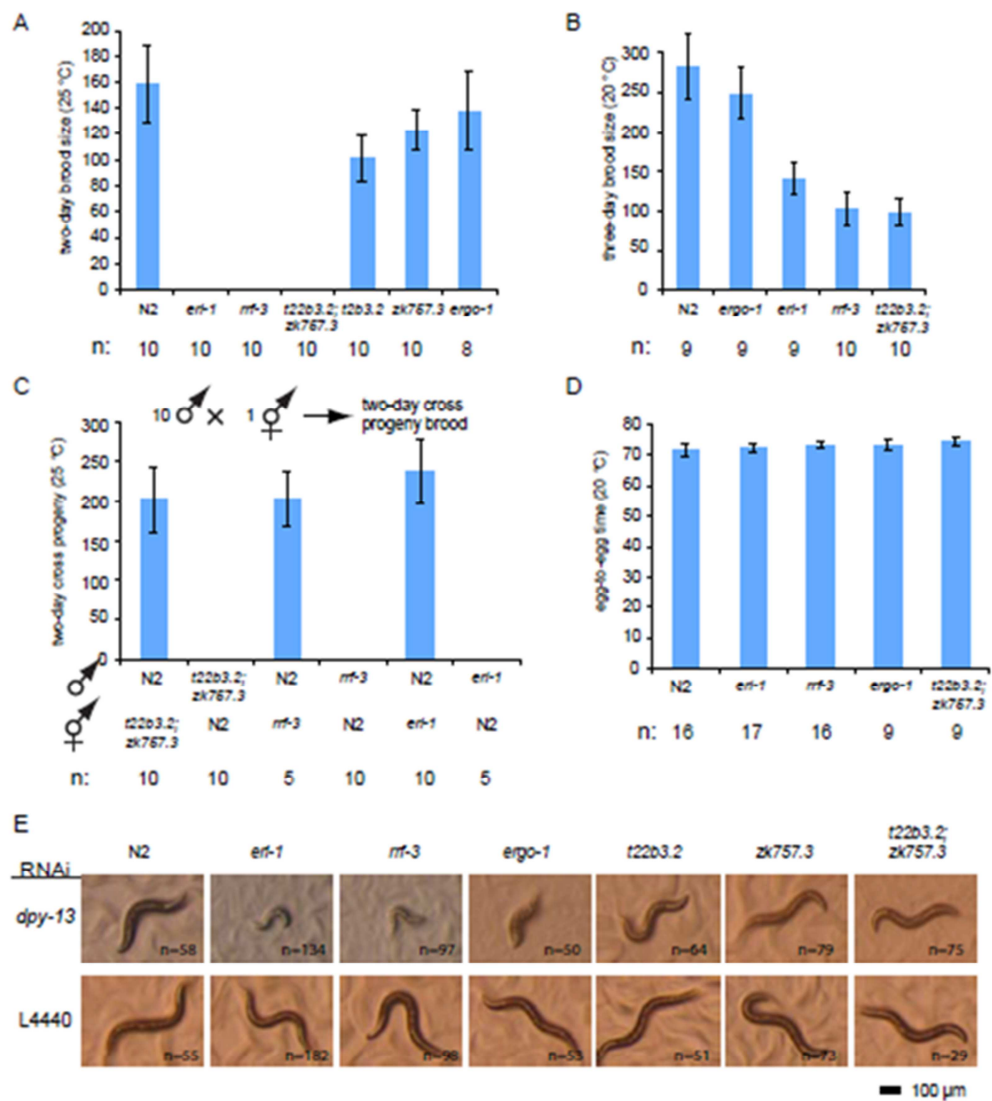 A
two-day brood size (25 °C)
200
180
160
140
120
100
80
60
40
20
0
N2 eri-1 rrf-3 t22b3.2; zk757.3 t2b3.2 zk757.3 ergo-1
n: 10 10 10 10 10 10 8
B
three-day brood size (20 °C)
300
250
200
150
100
50
0
N2 ergo-1 eri-1 rrf-3 t22b3.2; zk757.3
n: 9 9 9 10 10
C
10 ♂ × 1 ⚥ → two-day cross
progeny brood
two-day cross progeny (25 °C)
300
250
200
150
100
50
0
♂ N2 t22b3.2; zk757.3 N2 rrf-3 N2 eri-1
⚥ t22b3.2; zk757.3 N2 rrf-3 N2 eri-1 N2
n: 10 10 5 10 10 5
D
egg-to-egg time (20 °C)
80
70
60
50
40
30
20
10
0
N2 eri-1 rrf-3 ergo-1 t22b3.2; zk757.3
n: 16 17 16 9 9
E
RNAi
N2 eri-1 rrf-3 ergo-1 t22b3.2 zk757.3 t22b3.2; zk757.3
dpy-13
n=58 n=134 n=97 n=50 n=64 n=79 n=75
L4440
n=55 n=182 n=98 n=53 n=51 n=73 n=29
100 µm